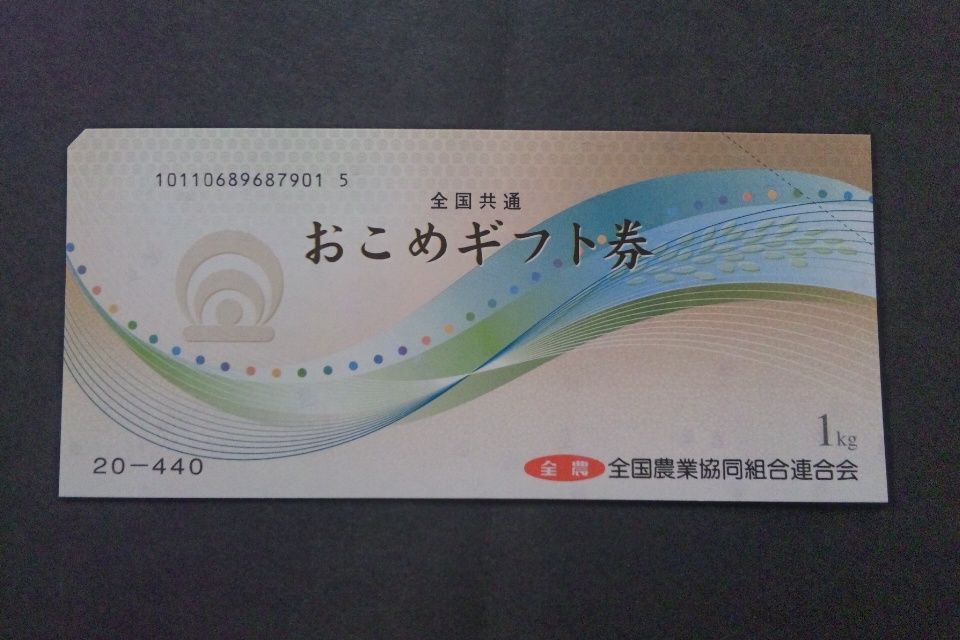 10110689687901 5
全国共通
おこめギフト券
1kg
20-440
全農 全国農業協同組合連合会